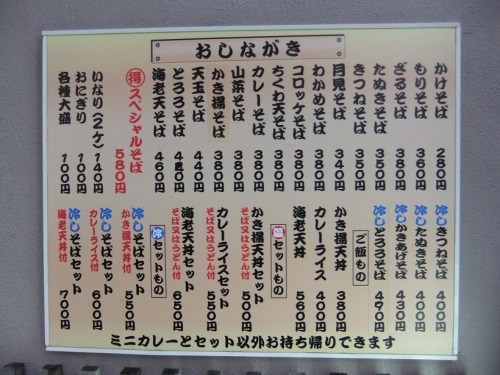 おしながき
かけそば 280円
もりそば 280円
ざるそば 360円
たぬきそば 350円
きつねそば 350円
月見そば 340円
わかめそば 350円
コロッケそば 380円
ちくわ天そば 380円
カレーそば 380円
山菜そば 380円
かき揚そば 380円
天玉そば 440円
とろろそば
海老天そば 460円
得スペシャルそば 580円
いなり(2ケ) 140円
おにぎり 100円
各種大盛 100円
冷しきつねそば 400円
冷したぬきそば 400円
冷しかきあげそば 430円
冷しとろろそば 490円
ご飯もの
かき揚天丼 380円
カレーライス 400円
海老天丼 500円
温セットもの
かき揚天丼セット 500円
そば又はうどん付
カレーライスセット 550円
そば又はうどん付
海老天丼セット 650円
そば又はうどん付
冷セットもの
冷しそばセット 550円
かき揚天丼付
冷しそばセット 600円
カレーライス付
冷しそばセット 700円
海老天丼付
ミニカレーとセット以外お持ち帰りできます